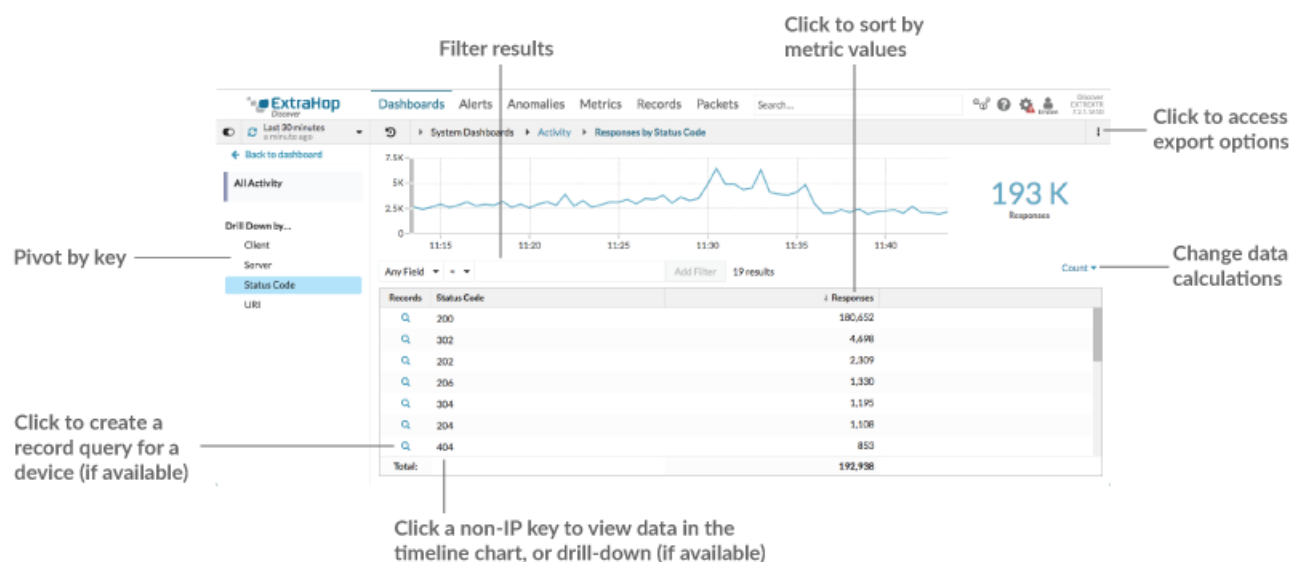 Click to sort by
metric values
Filter results
ExtraHop
Discover
Dashboards Alerts Anomalies Metrics Records Packets Search...
Discover
Last 30 minutes
a minute ago
System Dashboards Activity Responses by Status Code
Click to access
export options
Back to dashboard
All Activity
Drill Down by...
Client
Server
Status Code
URI
Pivot by key
7.5K
5K
2.5K
0
11:15 11:20 11:25 11:30 11:35 11:40
193 K
Responses
Any Field = Add Filter 19 results
Count
Change data
calculations
Records Status Code ↓ Responses
200 180,652
302 4,698
202 2,309
206 1,330
304 1,195
204 1,108
404 853
Total: 192,938
Click to create a
record query for a
device (if available)
Click a non-IP key to view data in the
timeline chart, or drill-down (if available)